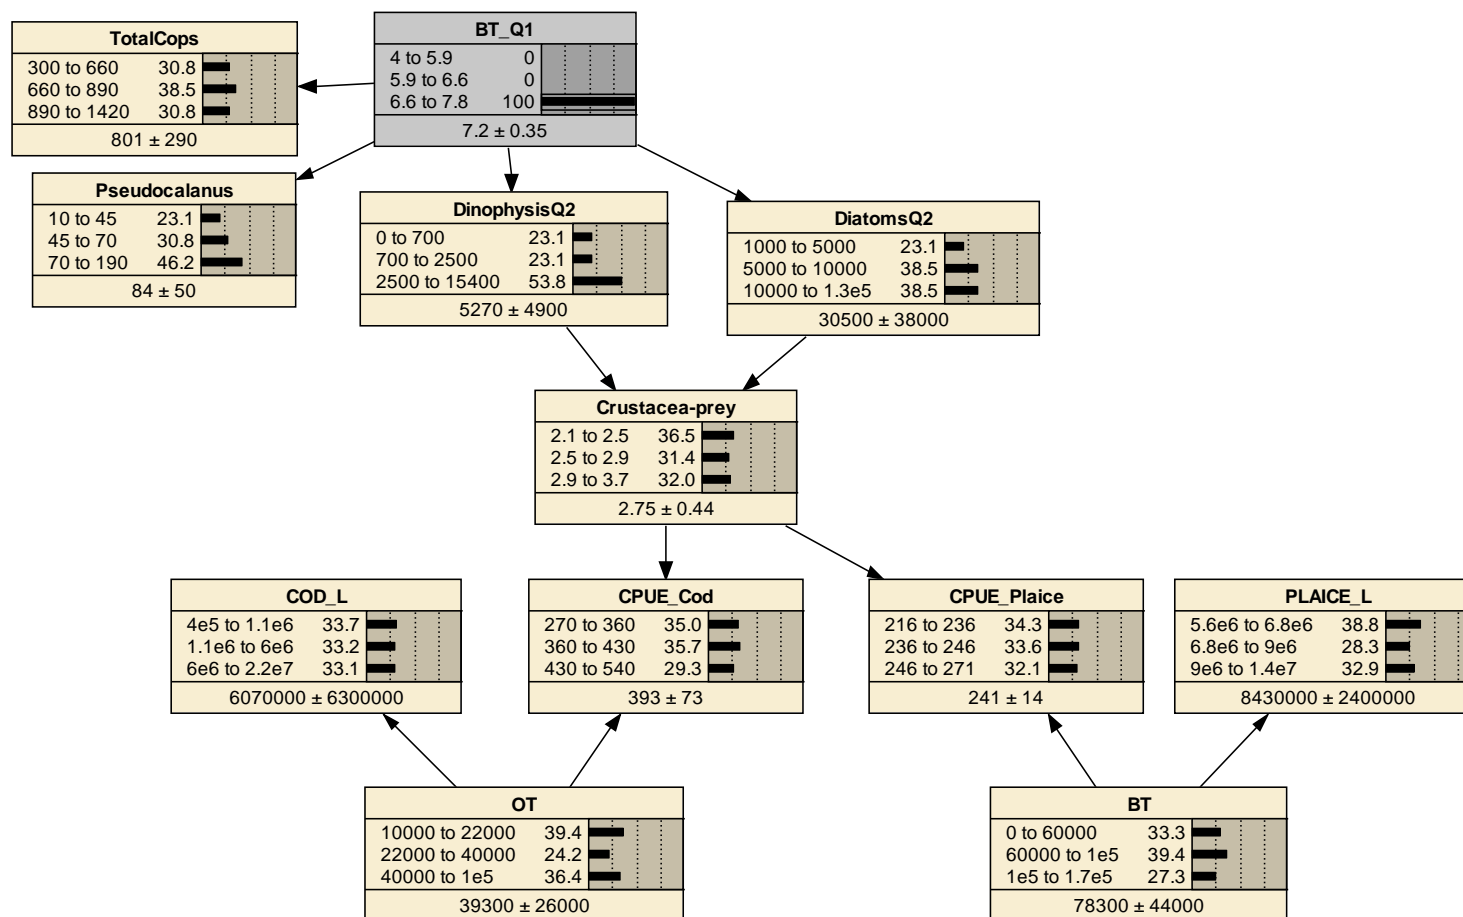 TotalCops
300 to 660 30.8
660 to 890 38.5
890 to 1420 30.8
801 ± 290
BT_Q1
4 to 5.9 0
5.9 to 6.6 0
6.6 to 7.8 100
7.2 ± 0.35
Pseudocalanus
10 to 45 23.1
45 to 70 30.8
70 to 190 46.2
84 ± 50
DinophysisQ2
0 to 700 23.1
700 to 2500 23.1
2500 to 15400 53.8
5270 ± 4900
DiatomsQ2
1000 to 5000 23.1
5000 to 10000 38.5
10000 to 1.3e5 38.5
30500 ± 38000
Crustacea-prey
2.1 to 2.5 36.5
2.5 to 2.9 31.4
2.9 to 3.7 32.0
2.75 ± 0.44
COD_L
4e5 to 1.1e6 33.7
1.1e6 to 6e6 33.2
6e6 to 2.2e7 33.1
6070000 ± 6300000
CPUE_Cod
270 to 360 35.0
360 to 430 35.7
430 to 540 29.3
393 ± 73
CPUE_Plaice
216 to 236 34.3
236 to 246 33.6
246 to 271 32.1
241 ± 14
PLAICE_L
5.6e6 to 6.8e6 38.8
6.8e6 to 9e6 28.3
9e6 to 1.4e7 32.9
8430000 ± 2400000
OT
10000 to 22000 39.4
22000 to 40000 24.2
40000 to 1e5 36.4
39300 ± 26000
BT
0 to 60000 33.3
60000 to 1e5 39.4
1e5 to 1.7e5 27.3
78300 ± 44000